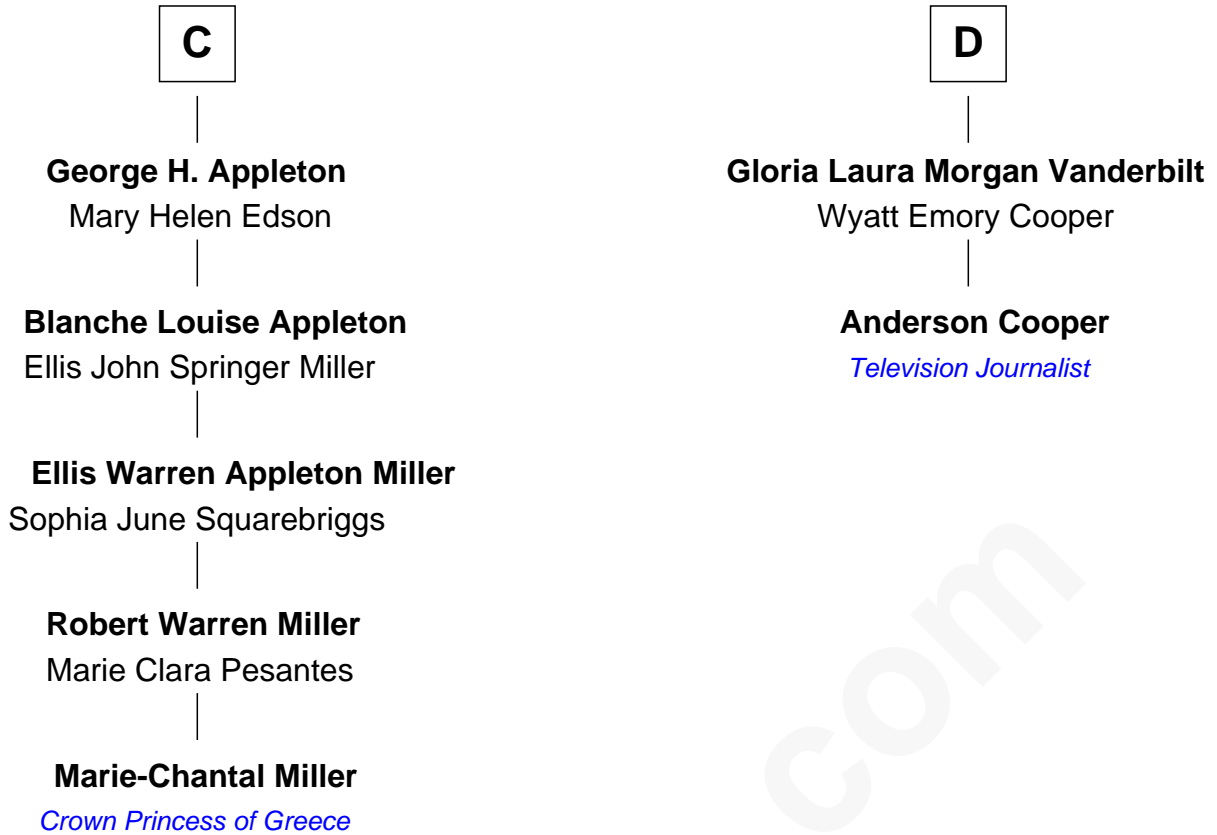 C
George H. Appleton
Mary Helen Edson
Blanche Louise Appleton
Ellis John Springer Miller
Ellis Warren Appleton Miller
Sophia June Squarebriggs
Robert Warren Miller
Marie Clara Pesantes
Marie-Chantal Miller
Crown Princess of Greece
D
Gloria Laura Morgan Vanderbilt
Wyatt Emory Cooper
Anderson Cooper
Television Journalist
com